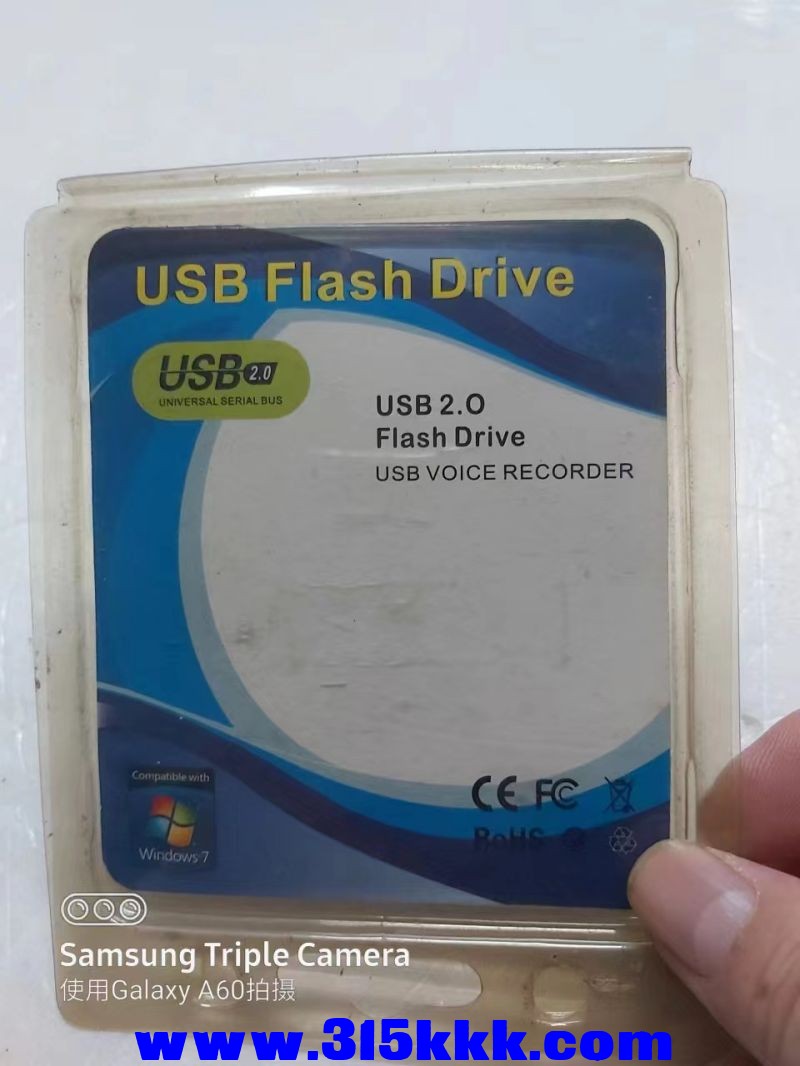 USB Flash Drive
USB 2.0
UNIVERSAL SERIAL BUS
USB 2.0
Flash Drive
USB VOICE RECORDER
Compatible with
Windows 7
CE FC
RoHS
Samsung Triple Camera
使用Galaxy A60拍摄
www.315kkk.com